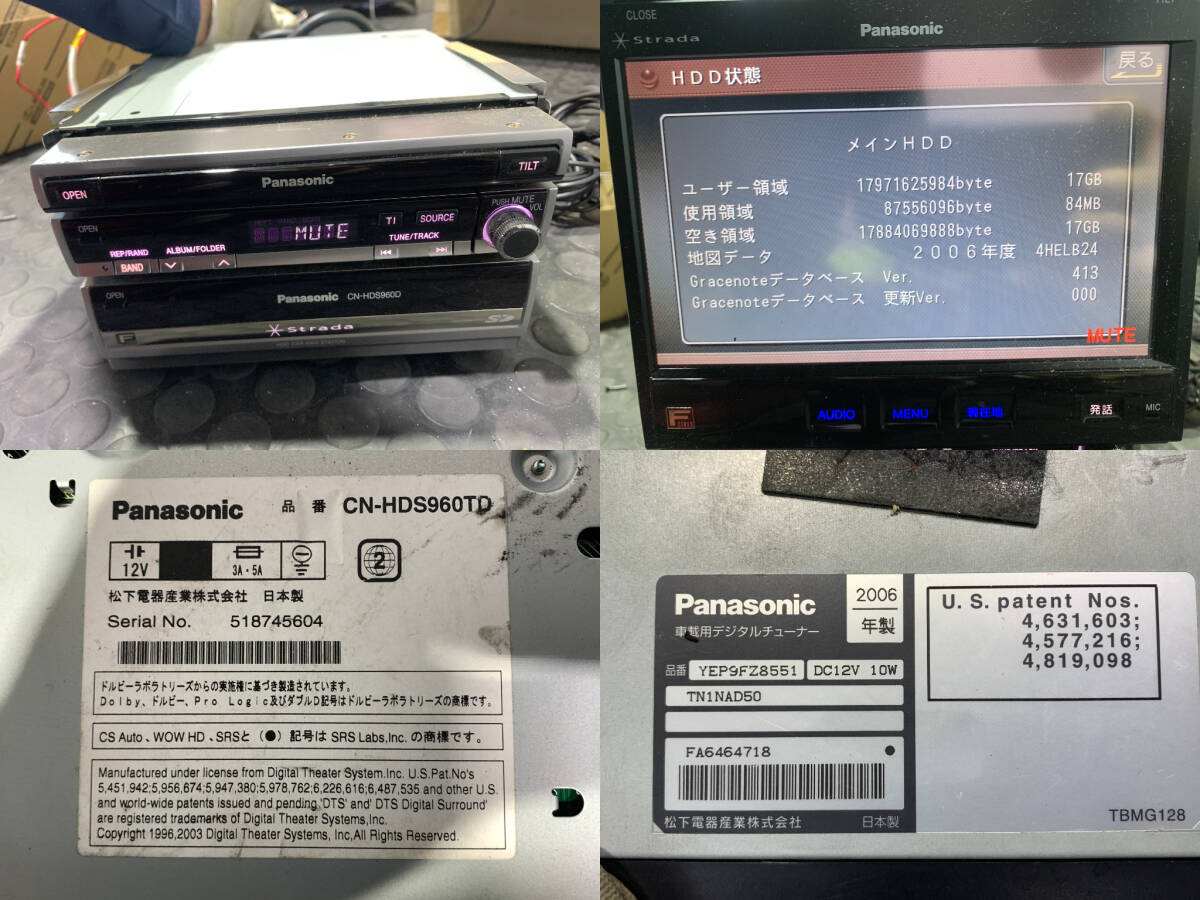 Panasonic
TILT
OPEN
PUSH MUTE
VOL
OPEN
MUTE
TI
SOURCE
REP/RAND
ALBUM/FOLDER
TUNE/TRACK
BAND
OPEN
Panasonic CN-HDS960D
F
Strada
SD
HDD CAR NAVI STATION
CLOSE
Strada
Panasonic
HDD状態
戻る
メインHDD
ユーザー領域 17971625984byte 17GB
使用領域 87556096byte 84MB
空き領域 17884069888byte 17GB
地図データ 2006年度 4HELB24
Gracenoteデータベース Ver. 413
Gracenoteデータベース 更新Ver. 000
MUTE
F CLASS
AUDIO
MENU
現在地
発話
MIC
Panasonic 品番 CN-HDS960TD
12V
3A・5A
2
松下電器産業株式会社 日本製
Serial No. 518745604
ドルビーラボラトリーズからの実施権に基づき製造されています。
Dolby、ドルビー、Pro Logic及びダブルD記号はドルビーラボラトリーズの商標です。
CS Auto、WOW HD、SRSと(●)記号は SRS Labs,Inc. の商標です。
Manufactured under license from Digital Theater System.Inc. U.S.Pat.No's
5,451,942;5,956,674;5,947,380;5,978,762;6,226,616;6,487,535 and other U.S.
and world-wide patents issued and pending.'DTS' and' DTS Digital Surround'
are registered trademarks of Digital Theater Systems,Inc.
Copyright 1996,2003 Digital Theater Systems, Inc,All Rights Reserved.
Panasonic
車載用デジタルチューナー
2006
年製
品番 YEP9FZ8551 DC12V 10W
TN1NAD50
FA6464718
松下電器産業株式会社 日本製
U.S. patent Nos.
4,631,603;
4,577,216;
4,819,098
TBMG128